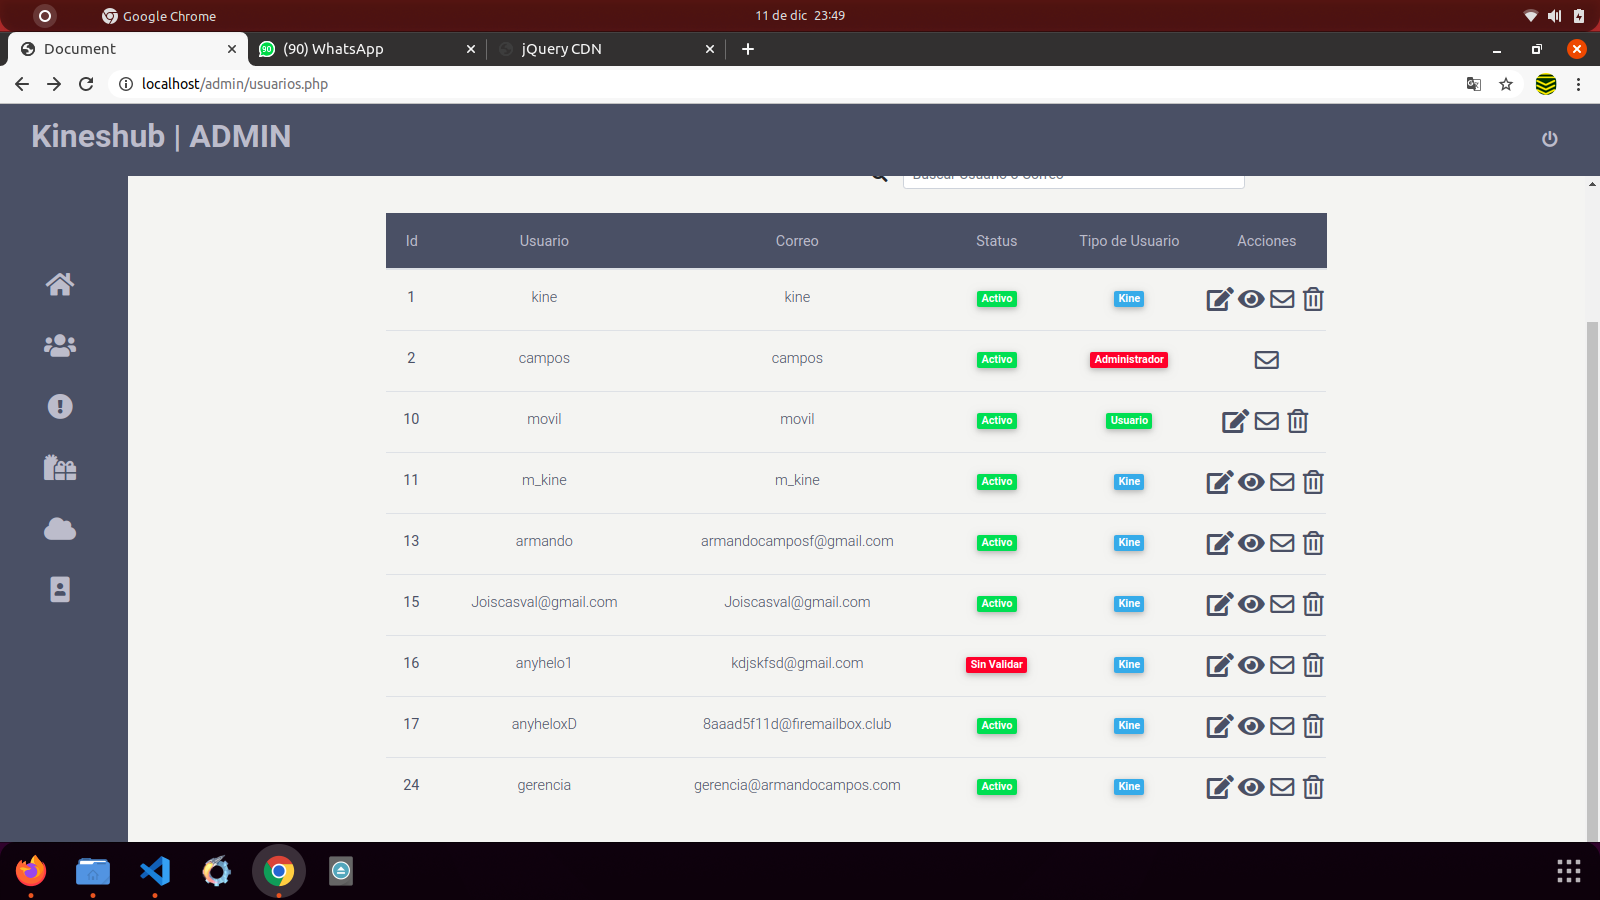 Google Chrome
11 de dic 23:49
Document
(90) WhatsApp
jQuery CDN
localhost/admin/usuarios.php
Kineshub | ADMIN
Buscar Usuario o Correo
Id Usuario Correo Status Tipo de Usuario Acciones
1 kine kine Activo Kine
2 campos campos Activo Administrador
10 movil movil Activo Usuario
11 m_kine m_kine Activo Kine
13 armando armandocamposf@gmail.com Activo Kine
15 Joiscasval@gmail.com Joiscasval@gmail.com Activo Kine
16 anyhelo1 kdjskfsd@gmail.com Sin Validar Kine
17 anyheloxD 8aaad5f11d@firemailbox.club Activo Kine
24 gerencia gerencia@armandocampos.com Activo Kine